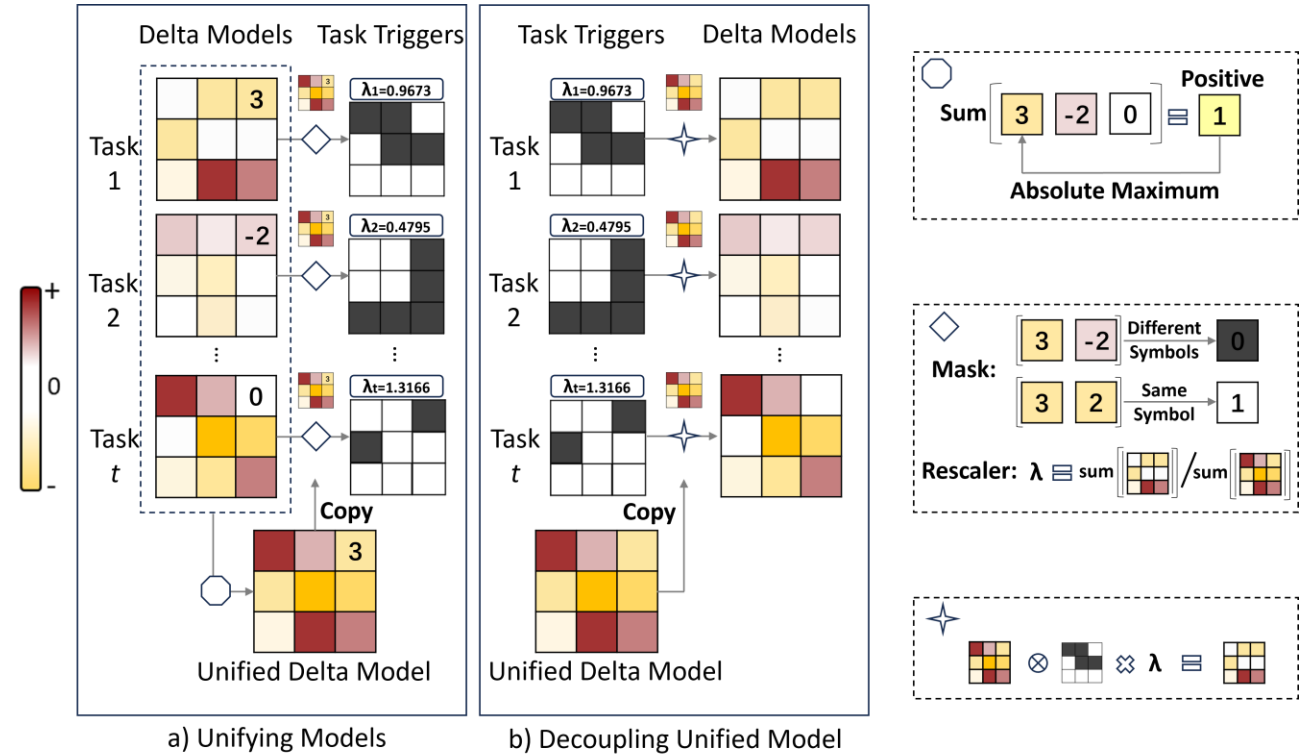 Delta Models
Task Triggers
3
λ1=0.9673
3
Task
1
-2
3
λ2=0.4795
Task
2
...
...
0
3
λt=1.3166
Task
t
Copy
3
Unified Delta Model
+
0
-
a) Unifying Models
Task Triggers
Delta Models
λ1=0.9673
Task
1
λ2=0.4795
Task
2
...
...
λt=1.3166
Task
t
Copy
Unified Delta Model
b) Decoupling Unified Model
Positive
Sum [ 3 -2 0 ] = 1
Absolute Maximum
Mask:
[ 3 -2 ] Different Symbols 0
[ 3 2 ] Same Symbol 1
Rescaler: λ = sum [ ] / sum [ ]
⊗ × λ =